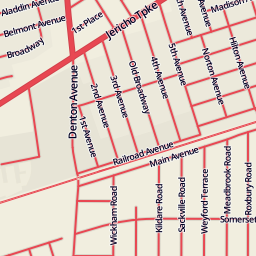 Aladdin Avenue
Belmont Avenue
Broadway
1st Place
Jericho Tpke
Madison
Denton Avenue
1st Avenue
2nd Avenue
3rd Avenue
Old Broadway
4th Avenue
5th Avenue
Norton Avenue
Hilton Avenue
Railroad Avenue
Main Avenue
Wickham Road
Kildare Road
Sackville Road
Weyford Terrace
Meadbrook Road
Roxbury Road
Somerset